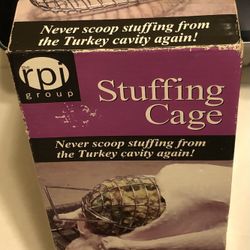 Never scoop stuffing from
the Turkey cavity again!
rpi
group
Stuffing
Cage
Never scoop stuffing from
the Turkey cavity again!